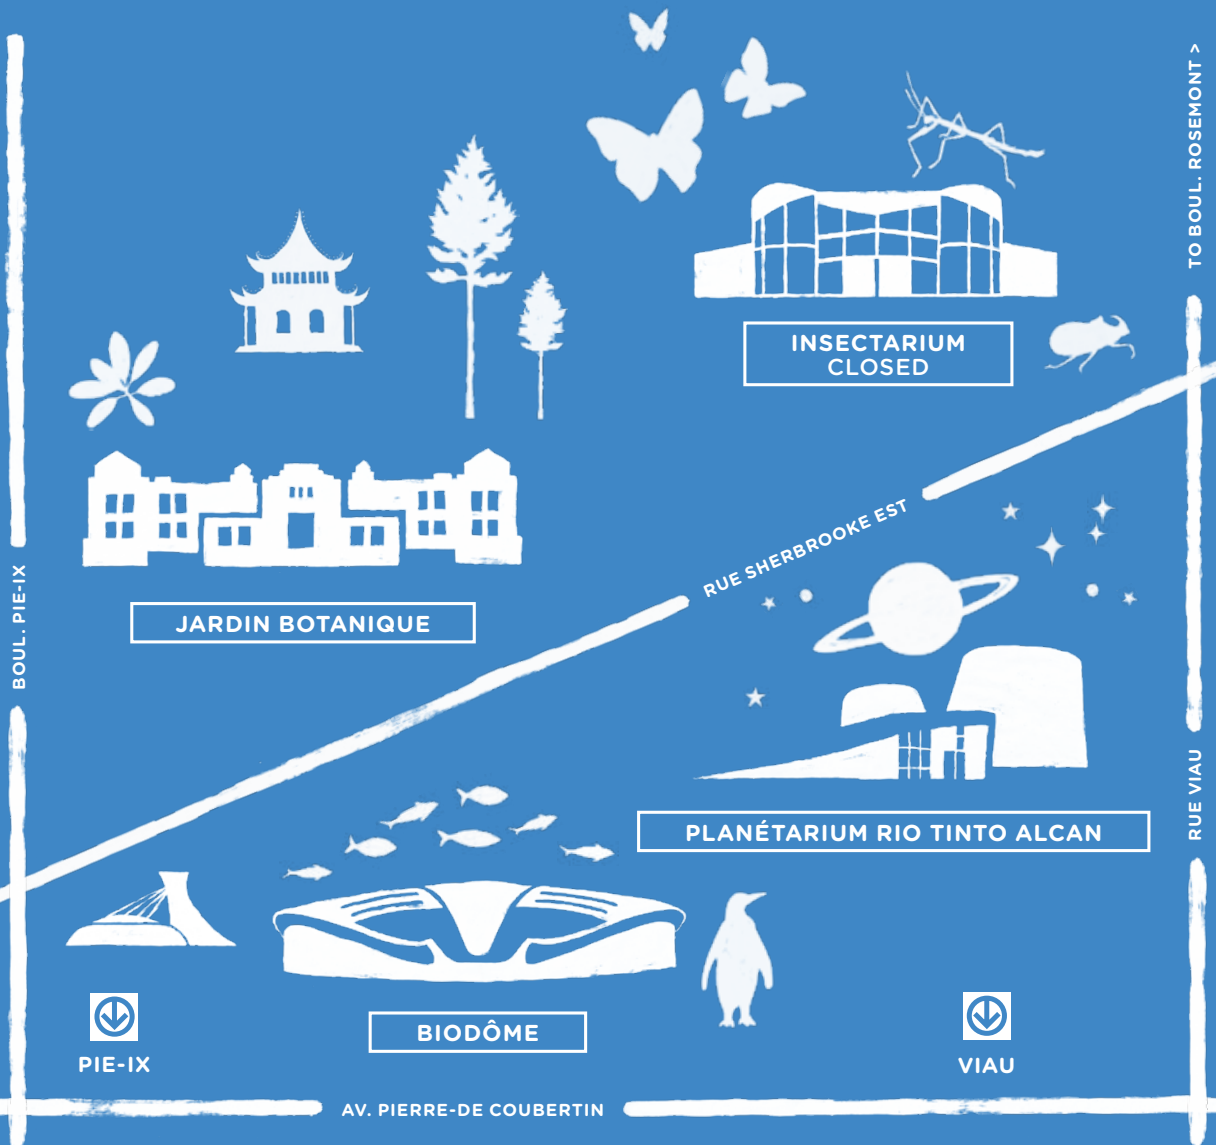 TO BOUL. ROSEMONT >
INSECTARIUM
CLOSED
RUE SHERBROOKE EST
BOUL. PIE-IX
JARDIN BOTANIQUE
RUE VIAU
PLANÉTARIUM RIO TINTO ALCAN
BIODÔME
PIE-IX
VIAU
AV. PIERRE-DE COUBERTIN